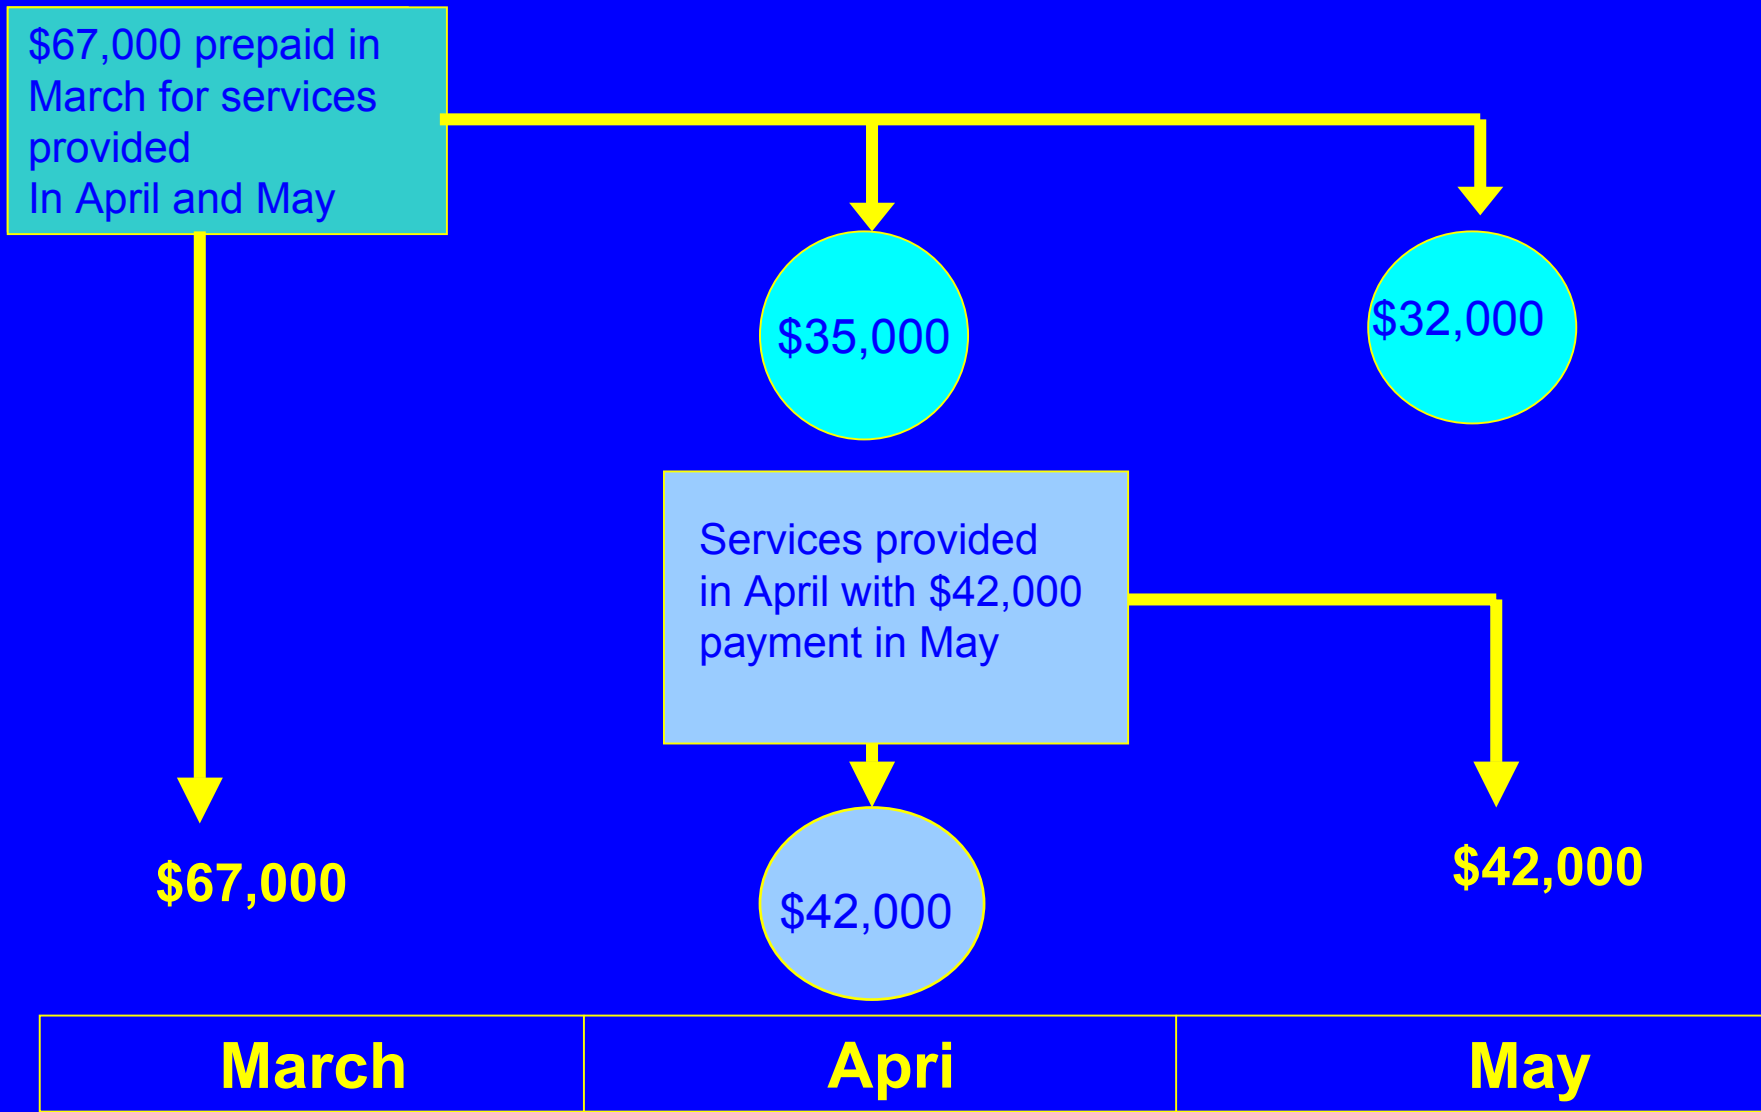 $67,000 prepaid in
March for services
provided
In April and May
$35,000
$32,000
Services provided
in April with $42,000
payment in May
$67,000
$42,000
$42,000
March
Apri
May